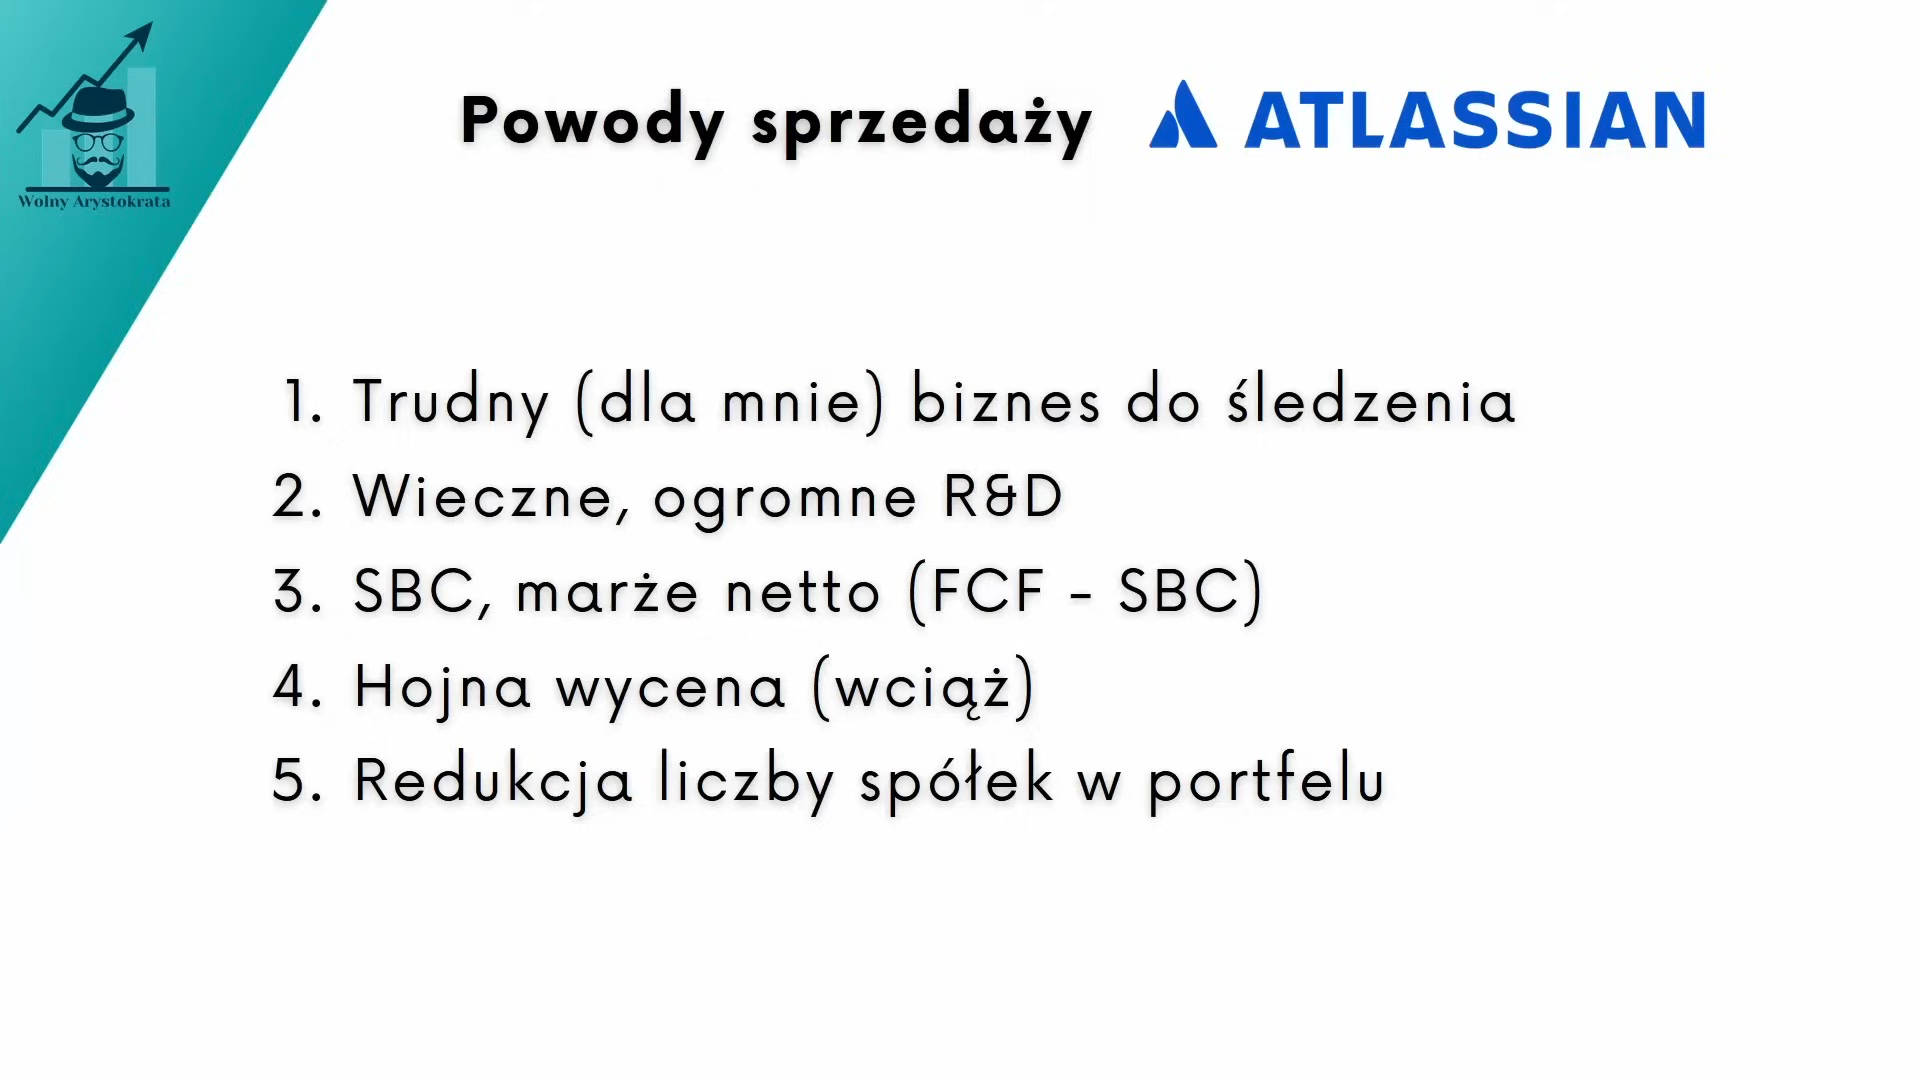 Wolny Arystokrata
Powody sprzedaży ATLASSIAN
1. Trudny (dla mnie) biznes do śledzenia
2. Wieczne, ogromne R&D
3. SBC, marże netto (FCF - SBC)
4. Hojna wycena (wciąż)
5. Redukcja liczby spółek w portfelu